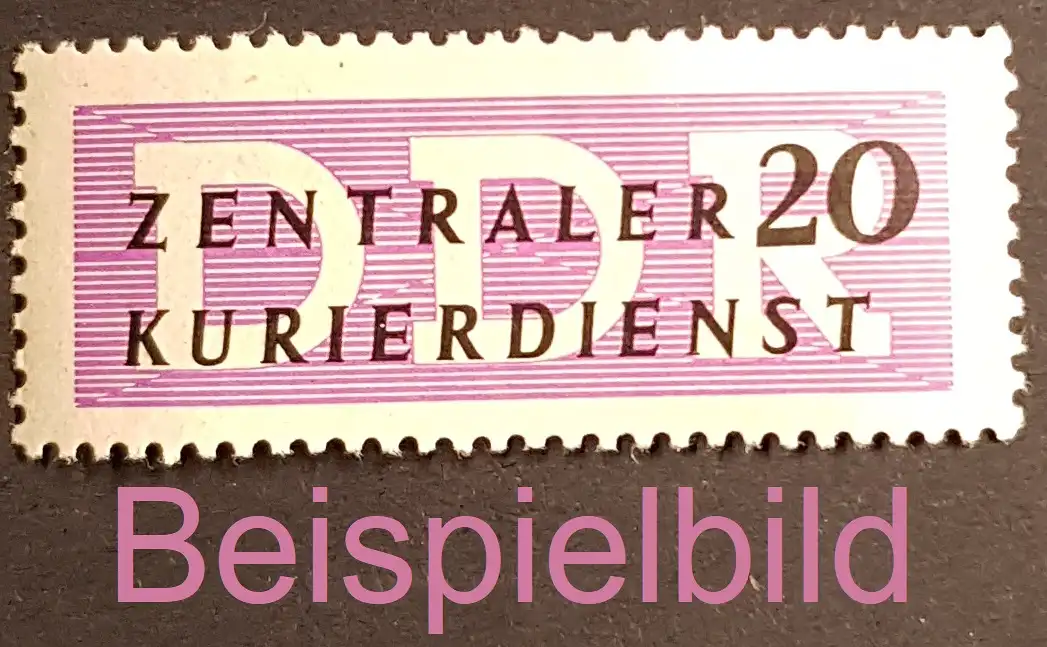 DDR
ZENTRALER 20
KURIERDIENST
Beispielbild